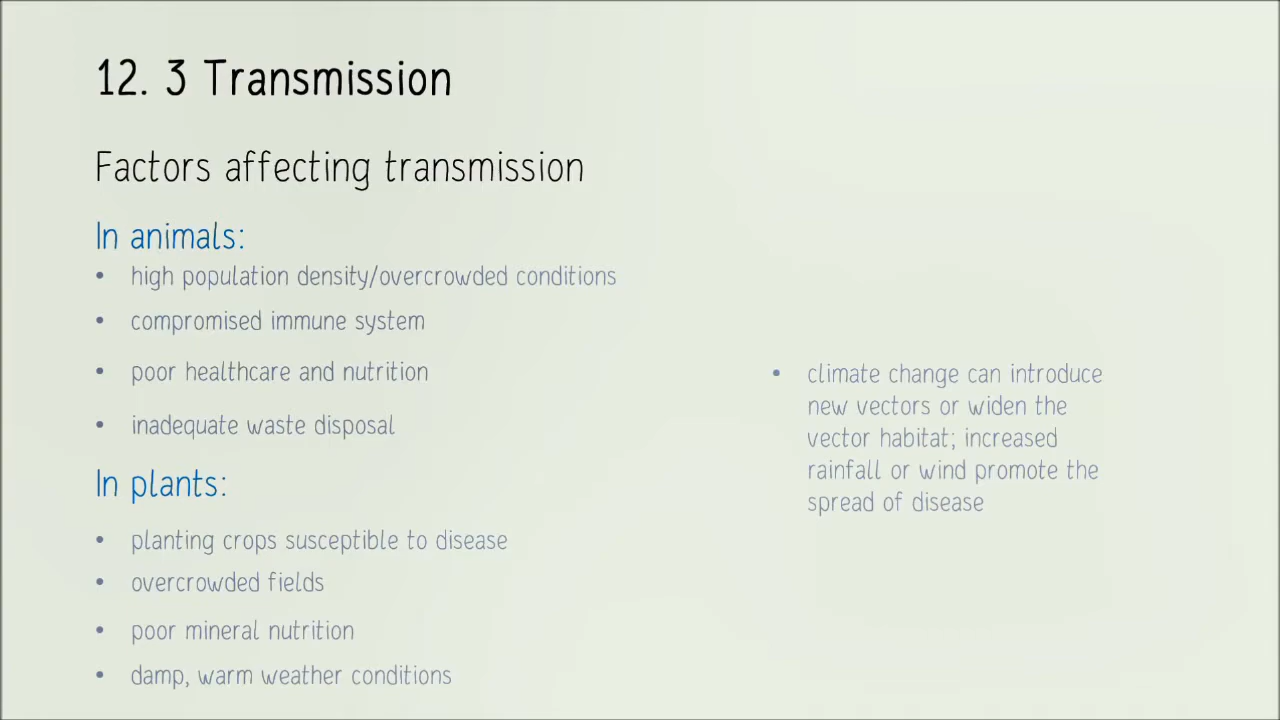 12. 3 Transmission
Factors affecting transmission
In animals:
• high population density/overcrowded conditions
• compromised immune system
• poor healthcare and nutrition
• inadequate waste disposal
In plants:
• planting crops susceptible to disease
• overcrowded fields
• poor mineral nutrition
• damp, warm weather conditions
• climate change can introduce
new vectors or widen the
vector habitat; increased
rainfall or wind promote the
spread of disease